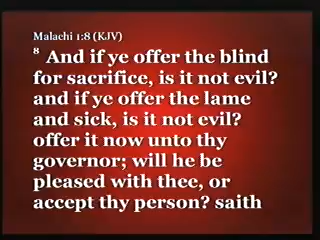 Malachi 1:8 (KJV)
8 And if ye offer the blind
for sacrifice, is it not evil?
and if ye offer the lame
and sick, is it not evil?
offer it now unto thy
governor; will he be
pleased with thee, or
accept thy person? saith